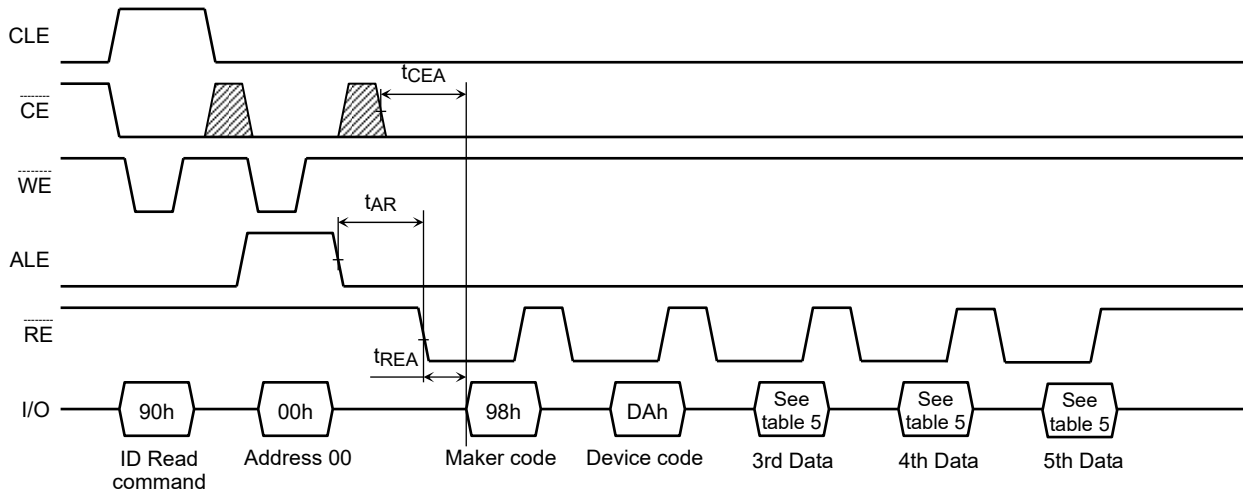 CLE
tCEA
CE
WE
tAR
ALE
RE
tREA
I/O
90h
00h
98h
DAh
See
table 5
See
table 5
See
table 5
ID Read
command
Address 00
Maker code
Device code
3rd Data
4th Data
5th Data